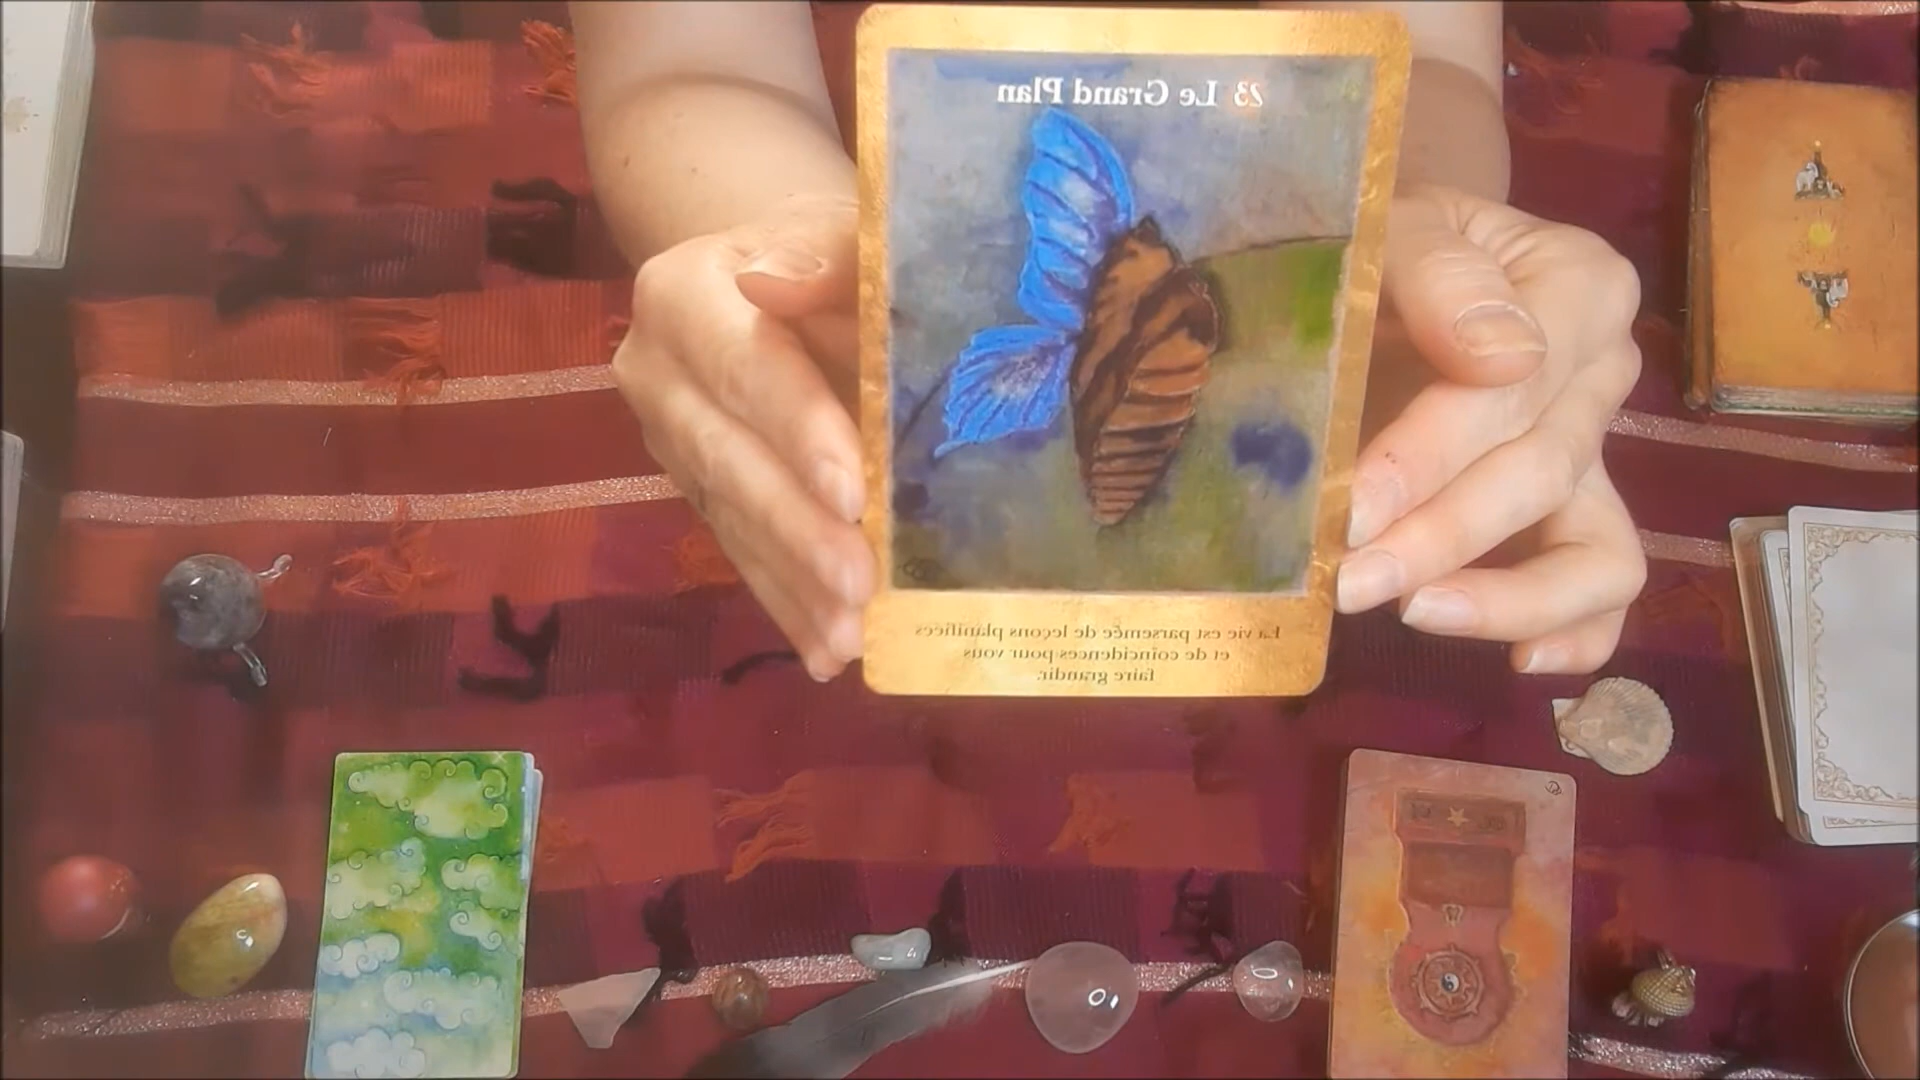 23 Le Grand Plan
La vie est parsemée de leçons planifiées
et de coïncidences pour vous
faire grandir.